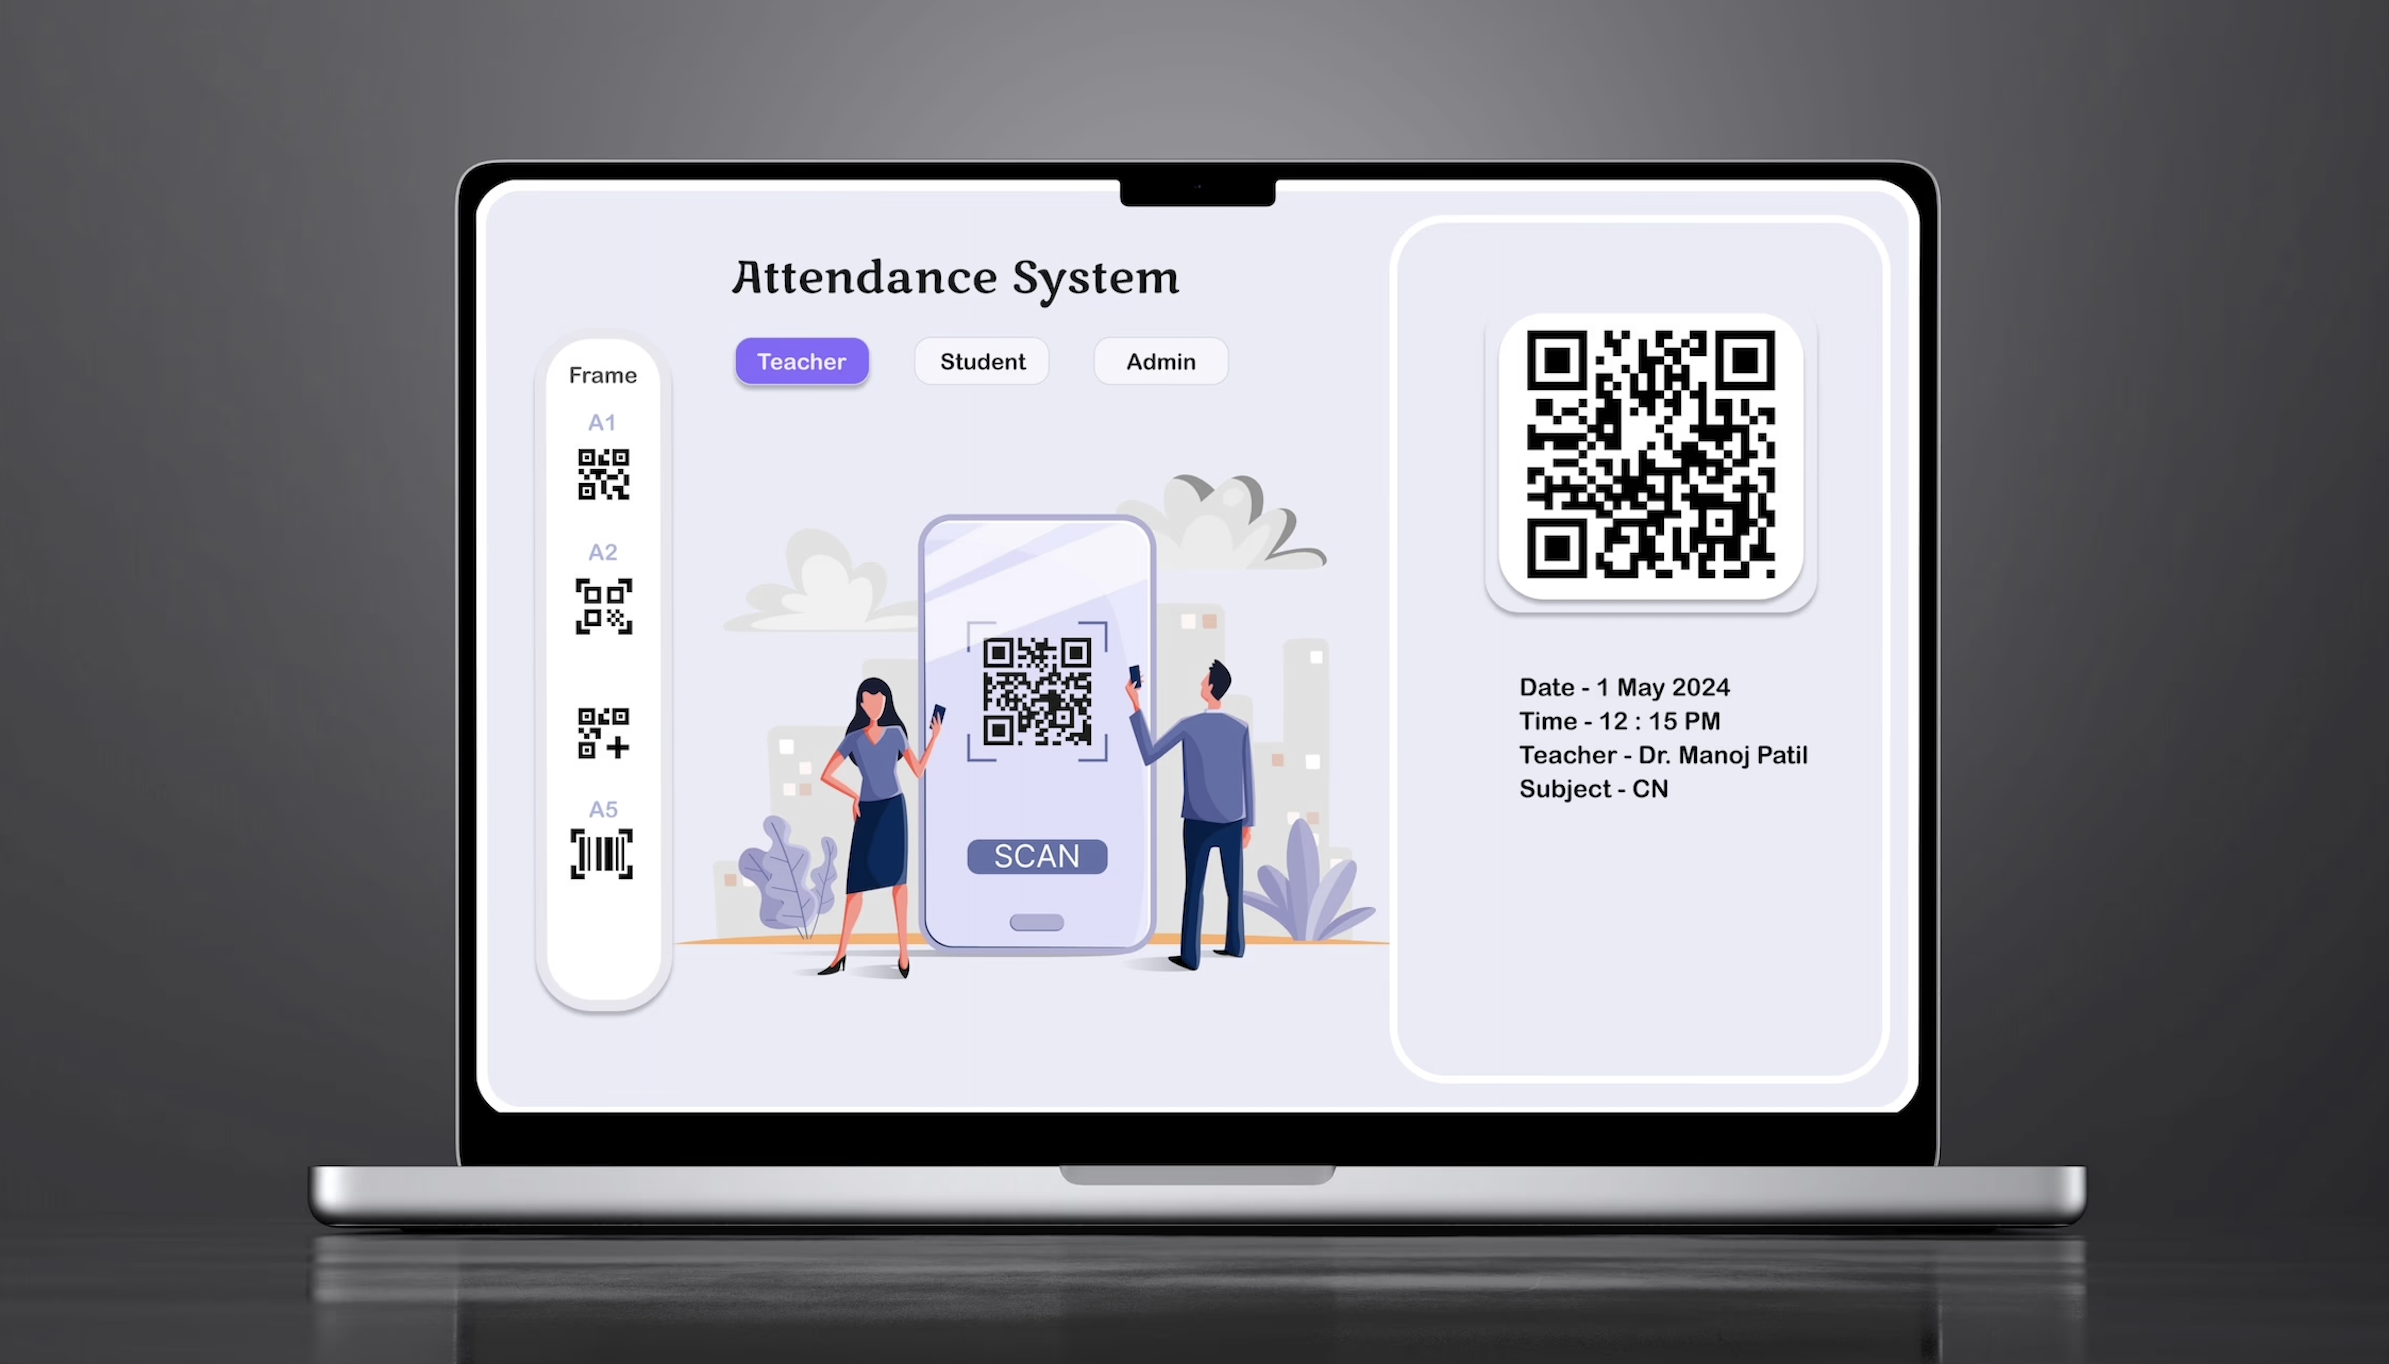 Attendance System
Teacher
Student
Admin
Frame
A1
A2
A5
SCAN
Date - 1 May 2024
Time - 12 : 15 PM
Teacher - Dr. Manoj Patil
Subject - CN